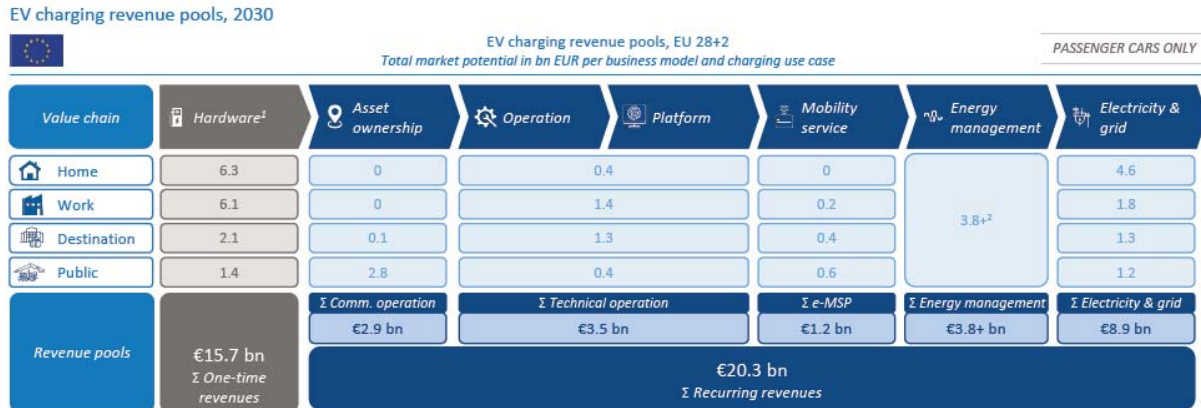 EV charging revenue pools, 2030
EV charging revenue pools, EU 28+2
Total market potential in bn EUR per business model and charging use case
PASSENGER CARS ONLY
Value chain
Hardware¹
Asset ownership
Operation
Platform
Mobility service
Energy management
Electricity & grid
Home 6.3 0 0.4 0 4.6
Work 6.1 0 1.4 0.2 1.8
3.8+²
Destination 2.1 0.1 1.3 0.4 1.3
Public 1.4 2.8 0.4 0.6 1.2
Revenue pools
€15.7 bn
Σ One-time
revenues
Σ Comm. operation
€2.9 bn
Σ Technical operation
€3.5 bn
Σ e-MSP
€1.2 bn
Σ Energy management
€3.8+ bn
Σ Electricity & grid
€8.9 bn
€20.3 bn
Σ Recurring revenues